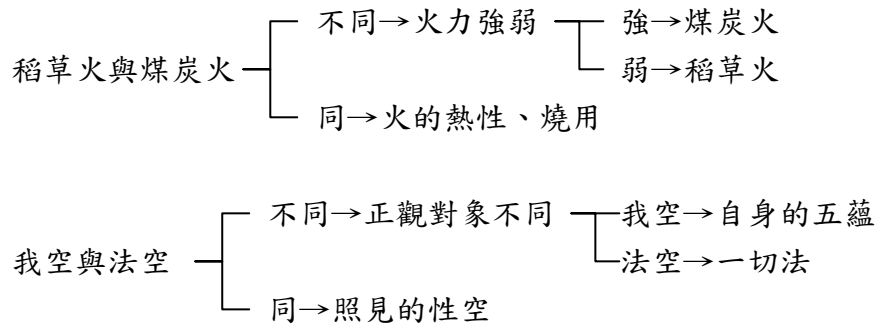 不同→火力強弱 強→煤炭火
稻草火與煤炭火 弱→稻草火
同→火的熱性、燒用
不同→正觀對象不同 我空→自身的五蘊
我空與法空 法空→一切法
同→照見的性空